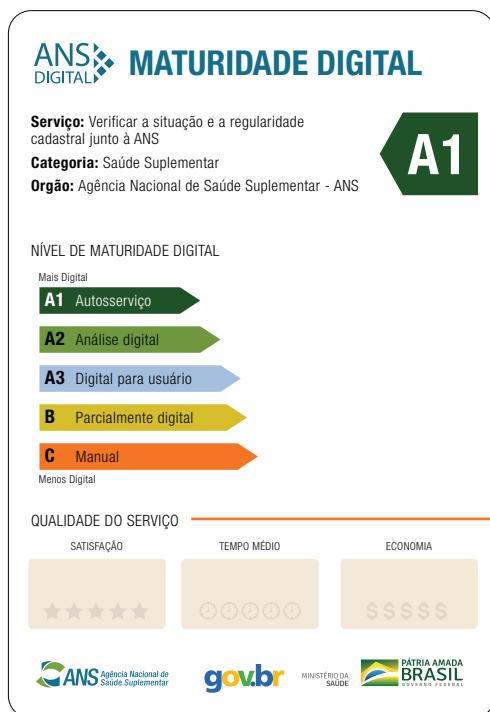 ANS
DIGITAL
MATURIDADE DIGITAL
Serviço: Verificar a situação e a regularidade
cadastral junto à ANS
Categoria: Saúde Suplementar
Orgão: Agência Nacional de Saúde Suplementar - ANS
A1
NÍVEL DE MATURIDADE DIGITAL
Mais Digital
A1 Autosserviço
A2 Análise digital
A3 Digital para usuário
B Parcialmente digital
C Manual
Menos Digital
QUALIDADE DO SERVIÇO
SATISFAÇÃO
TEMPO MÉDIO
ECONOMIA
$ $ $ $ $
ANS Agência Nacional de
Saúde Suplementar
gov.br
MINISTÉRIO DA
SAÚDE
PÁTRIA AMADA
BRASIL
GOVERNO FEDERAL